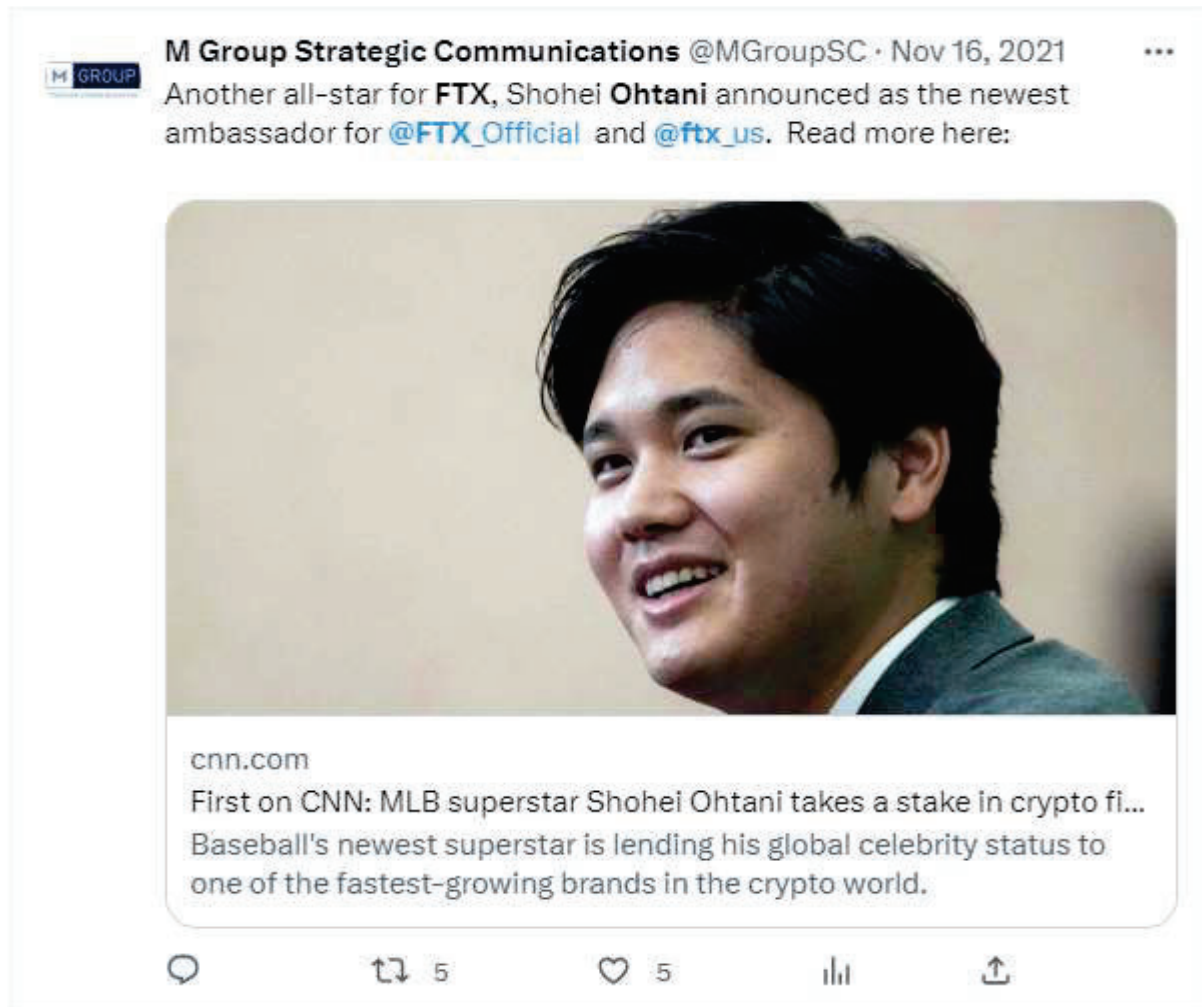 M Group Strategic Communications @MGroupSC · Nov 16, 2021
M GROUP
Another all-star for FTX, Shohei Ohtani announced as the newest
ambassador for @FTX_Official and @ftx_us. Read more here:
cnn.com
First on CNN: MLB superstar Shohei Ohtani takes a stake in crypto fi...
Baseball's newest superstar is lending his global celebrity status to
one of the fastest-growing brands in the crypto world.
5 5